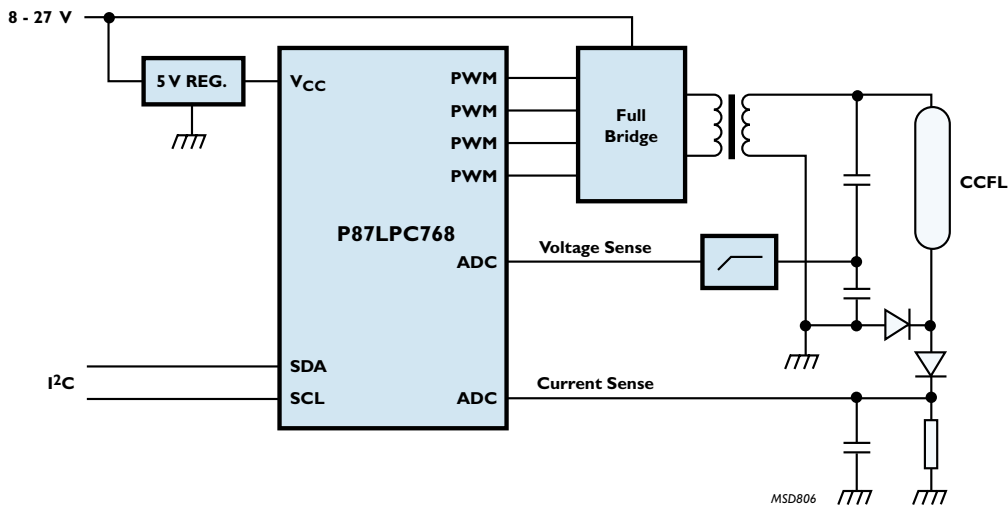 8 - 27 V
5 V REG.
VCC
PWM
PWM
PWM
PWM
Full
Bridge
CCFL
P87LPC768
ADC
Voltage Sense
I²C
SDA
SCL
ADC
Current Sense
MSD806